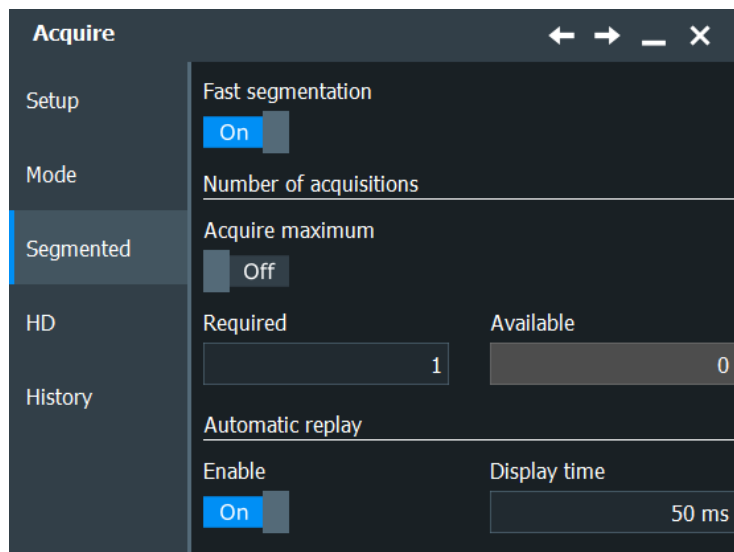 Acquire
Setup
Mode
Segmented
HD
History
Fast segmentation
On
Number of acquisitions
Acquire maximum
Off
Required Available
1 0
Automatic replay
Enable Display time
On 50 ms